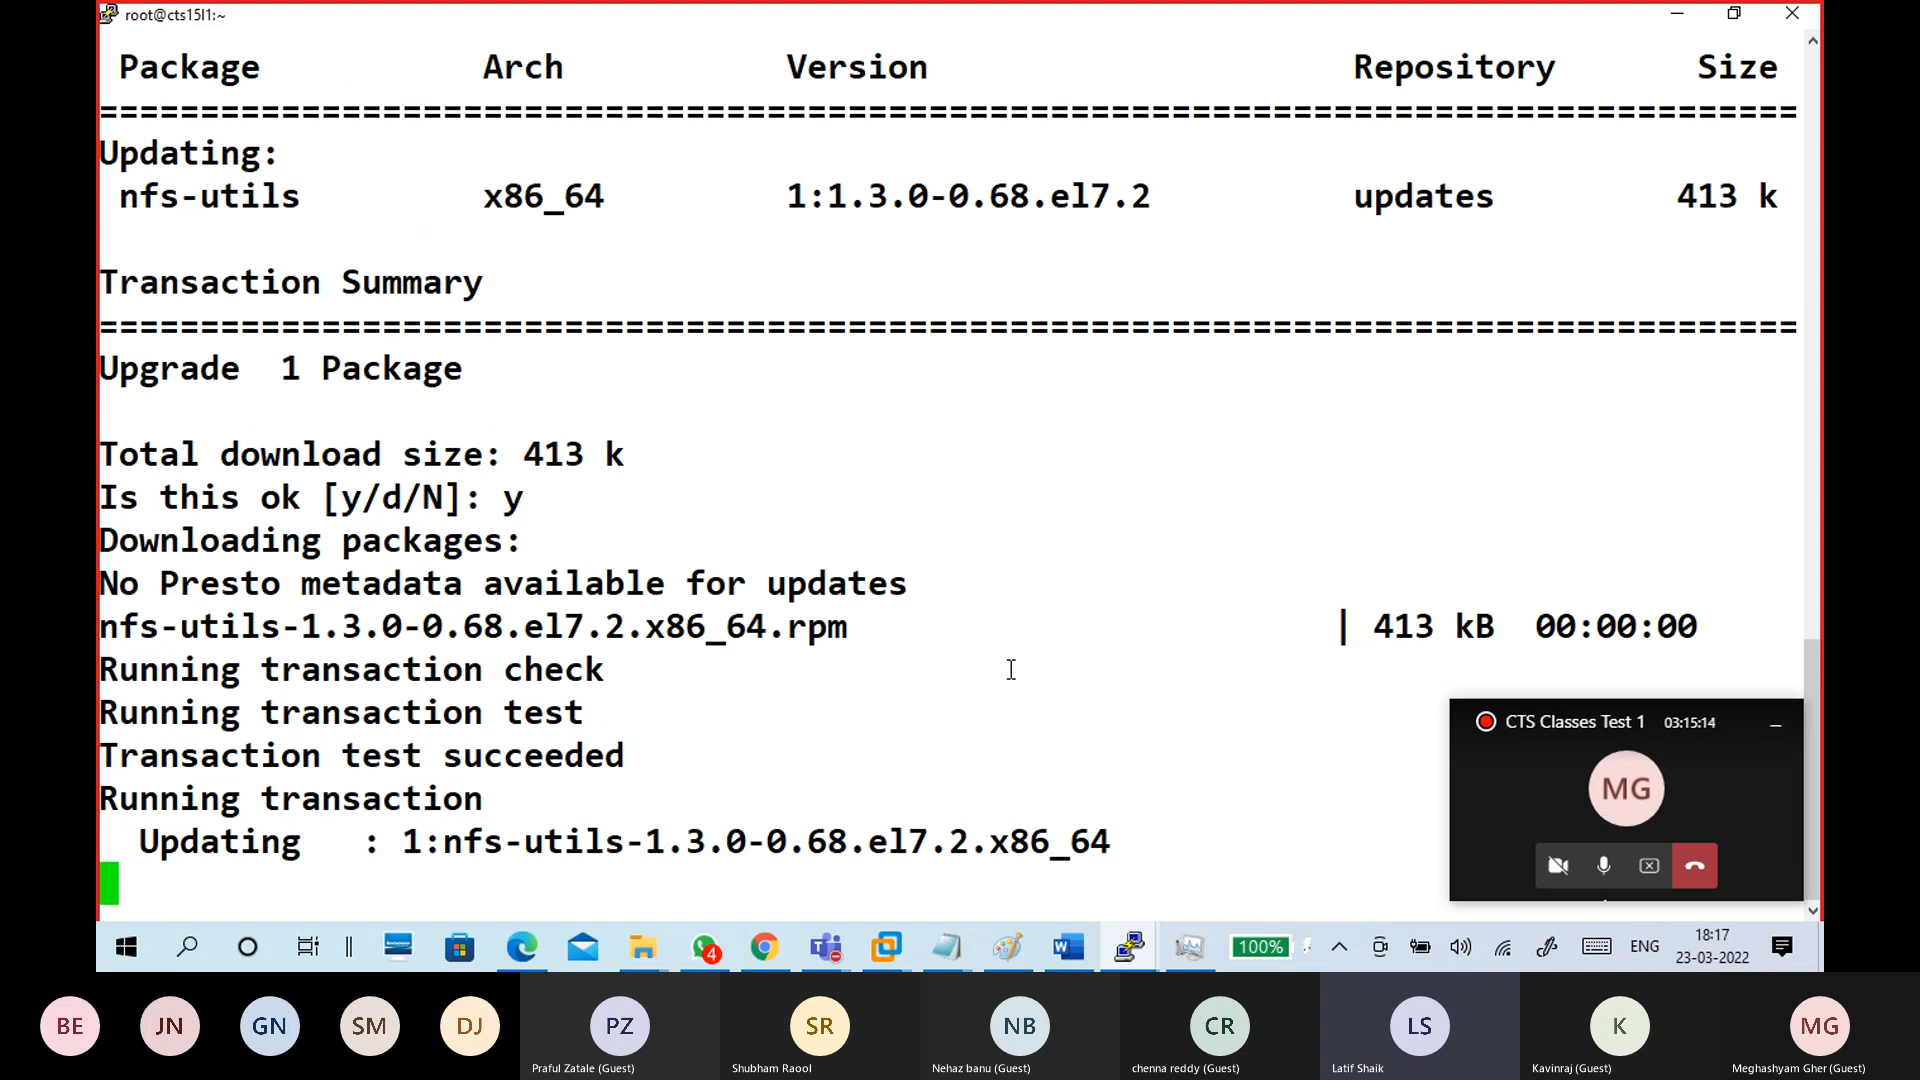 root@cts15l1:~
Package Arch Version Repository Size
================================================================================
Updating:
nfs-utils x86_64 1:1.3.0-0.68.el7.2 updates 413 k
Transaction Summary
================================================================================
Upgrade 1 Package
Total download size: 413 k
Is this ok [y/d/N]: y
Downloading packages:
No Presto metadata available for updates
nfs-utils-1.3.0-0.68.el7.2.x86_64.rpm | 413 kB 00:00:00
Running transaction check
Running transaction test
Transaction test succeeded
Running transaction
Updating : 1:nfs-utils-1.3.0-0.68.el7.2.x86_64
CTS Classes Test 1 03:15:14
MG
4
100%
ENG
18:17
23-03-2022
BE JN GN SM DJ PZ SR NB CR LS K MG
Praful Zatale (Guest) Shubham Raool Nehaz banu (Guest) chenna reddy (Guest) Latif Shaik Kavinraj (Guest) Meghashyam Gher (Guest)